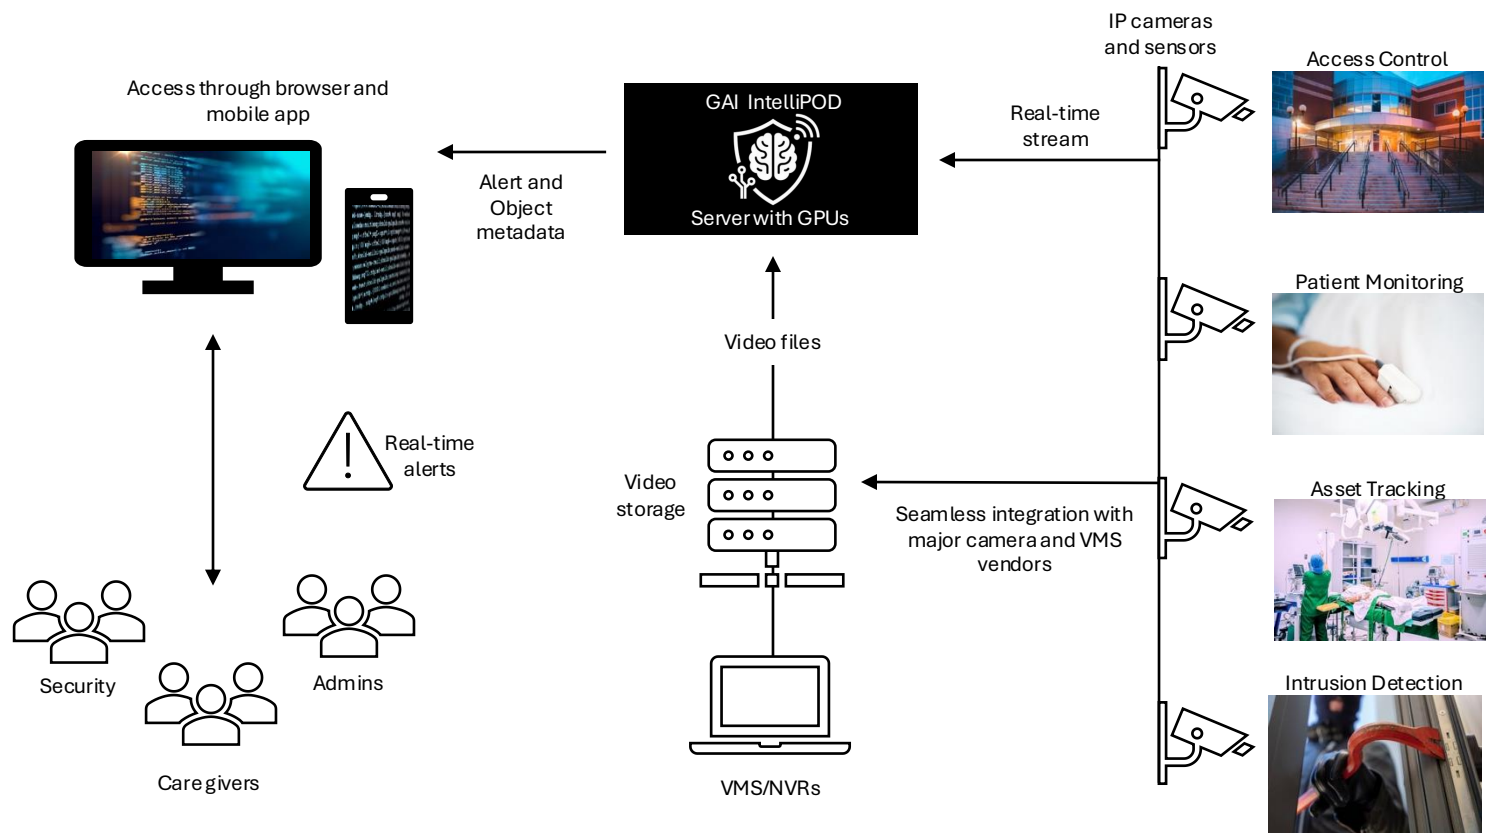 IP cameras
and sensors
Access Control
Access through browser and
mobile app
GAI IntelliPOD
Server with GPUs
Real-time
stream
Alert and
Object
metadata
Patient Monitoring
Video files
Real-time
alerts
Video
storage
Seamless integration with
major camera and VMS
vendors
Asset Tracking
Security
Admins
Caregivers
VMS/NVRs
Intrusion Detection